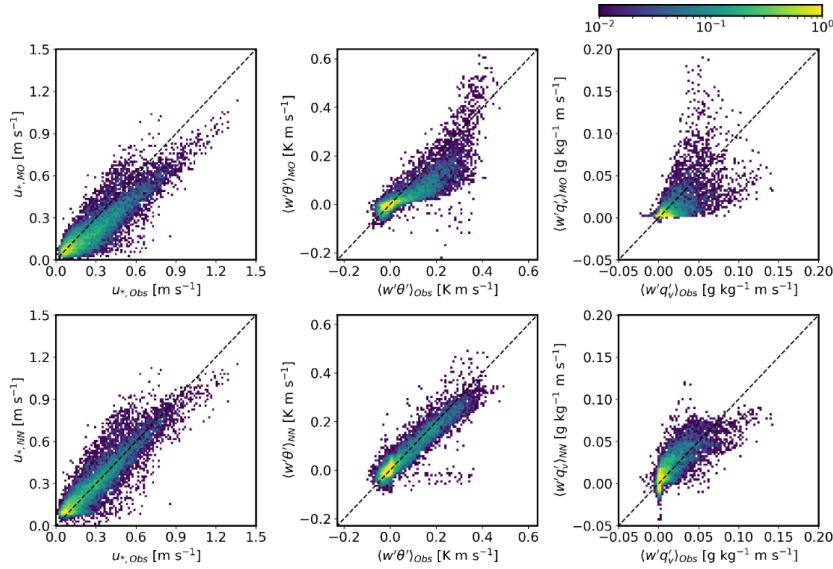 10⁻² 10⁻¹ 10⁰
1.5 1.2 0.9 0.6 0.3 0.0
u*,MO [m s⁻¹]
0.0 0.3 0.6 0.9 1.2 1.5
u*,Obs [m s⁻¹]
0.6 0.4 0.2 0.0 −0.2
⟨w′θ′⟩MO [K m s⁻¹]
−0.2 0.0 0.2 0.4 0.6
⟨w′θ′⟩Obs [K m s⁻¹]
0.20 0.15 0.10 0.05 0.00 −0.05
⟨w′q′v⟩MO [g kg⁻¹ m s⁻¹]
−0.05 0.00 0.05 0.10 0.15 0.20
⟨w′q′v⟩Obs [g kg⁻¹ m s⁻¹]
1.5 1.2 0.9 0.6 0.3 0.0
u*,NN [m s⁻¹]
0.0 0.3 0.6 0.9 1.2 1.5
u*,Obs [m s⁻¹]
0.6 0.4 0.2 0.0 −0.2
⟨w′θ′⟩NN [K m s⁻¹]
−0.2 0.0 0.2 0.4 0.6
⟨w′θ′⟩Obs [K m s⁻¹]
0.20 0.15 0.10 0.05 0.00 −0.05
⟨w′q′v⟩NN [g kg⁻¹ m s⁻¹]
−0.05 0.00 0.05 0.10 0.15 0.20
⟨w′q′v⟩Obs [g kg⁻¹ m s⁻¹]